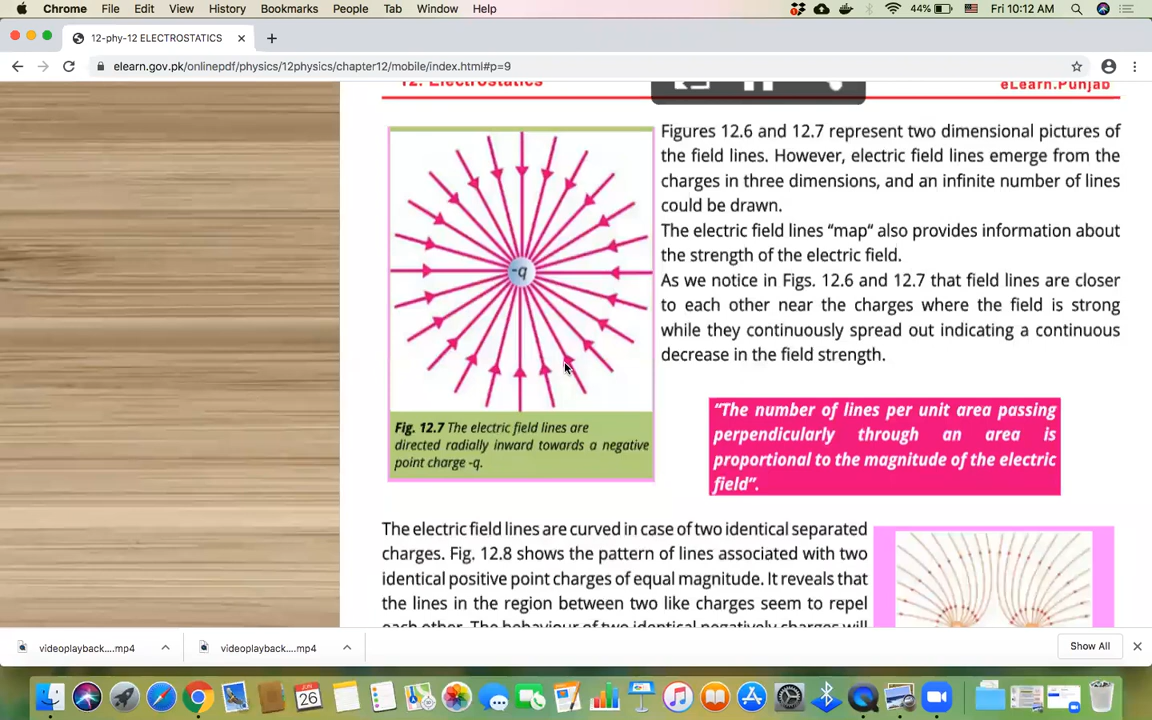 Chrome File Edit View History Bookmarks People Tab Window Help 44% Fri 10:12 AM
12-phy-12 ELECTROSTATICS
elearn.gov.pk/onlinepdf/physics/12physics/chapter12/mobile/index.html#p=9
12. Electrostatics eLearn.Punjab
Figures 12.6 and 12.7 represent two dimensional pictures of
the field lines. However, electric field lines emerge from the
charges in three dimensions, and an infinite number of lines
could be drawn.
The electric field lines “map“ also provides information about
the strength of the electric field.
As we notice in Figs. 12.6 and 12.7 that field lines are closer
to each other near the charges where the field is strong
while they continuously spread out indicating a continuous
decrease in the field strength.
-q
Fig. 12.7 The electric field lines are
directed radially inward towards a negative
point charge -q.
“The number of lines per unit area passing
perpendicularly through an area is
proportional to the magnitude of the electric
field”.
The electric field lines are curved in case of two identical separated
charges. Fig. 12.8 shows the pattern of lines associated with two
identical positive point charges of equal magnitude. It reveals that
the lines in the region between two like charges seem to repel
each other. The behaviour of two identical negatively charges will
videoplayback....mp4
videoplayback....mp4
Show All
JUN
26